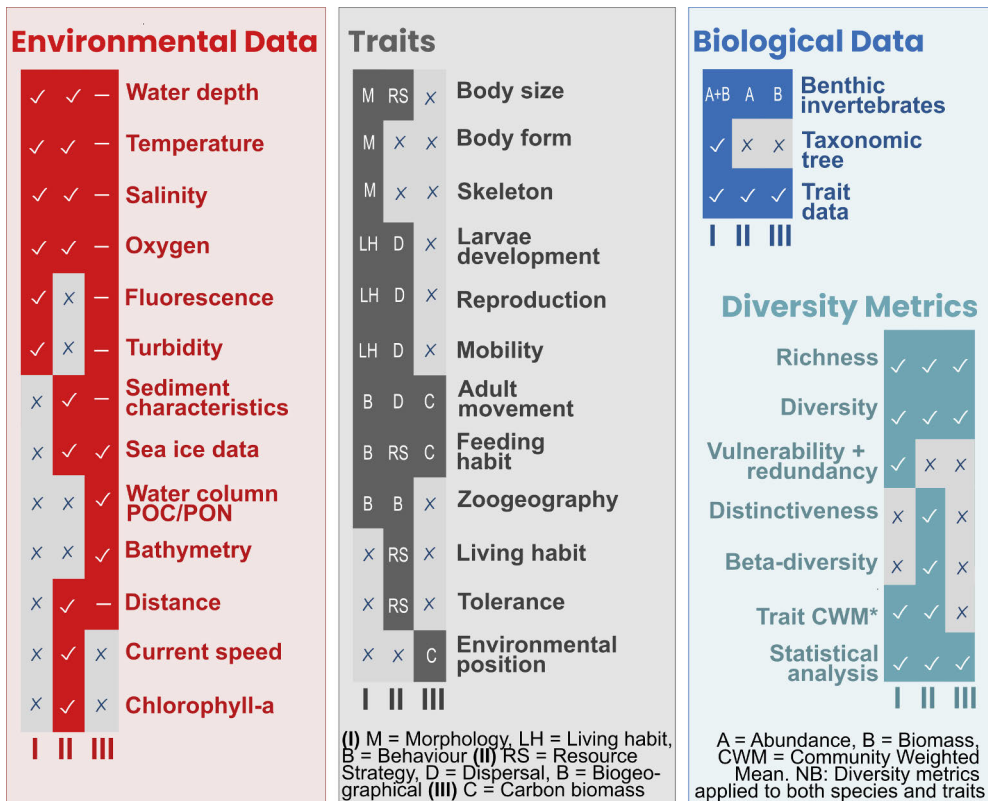 Environmental Data
✓ ✓ – Water depth
✓ ✓ – Temperature
✓ ✓ – Salinity
✓ ✓ – Oxygen
✓ ✗ – Fluorescence
✓ ✗ – Turbidity
✗ ✓ – Sediment
characteristics
✗ ✓ ✓ Sea ice data
✗ ✗ ✓ Water column
POC/PON
✗ ✗ ✓ Bathymetry
✗ ✓ – Distance
✗ ✓ ✗ Current speed
✗ ✓ ✗ Chlorophyll-a
I II III
Traits
M RS ✗ Body size
M ✗ ✗ Body form
M ✗ ✗ Skeleton
LH D ✗ Larvae
development
LH D ✗ Reproduction
LH D ✗ Mobility
B D C Adult
movement
B RS C Feeding
habit
B B ✗ Zoogeography
✗ RS ✗ Living habit
✗ RS ✗ Tolerance
✗ ✗ C Environmental
position
I II III
(I) M = Morphology, LH = Living habit,
B = Behaviour (II) RS = Resource
Strategy, D = Dispersal, B = Biogeo-
graphical (III) C = Carbon biomass
Biological Data
A+B A B Benthic
invertebrates
✓ ✗ ✗ Taxonomic
tree
✓ ✓ ✓ Trait
data
I II III
Diversity Metrics
Richness ✓ ✓ ✓
Diversity ✓ ✓ ✓
Vulnerability +
redundancy ✓ ✗ ✗
Distinctiveness ✗ ✓ ✗
Beta-diversity ✗ ✓ ✗
Trait CWM* ✓ ✓ ✗
Statistical
analysis ✓ ✓ ✓
I II III
A = Abundance, B = Biomass,
CWM = Community Weighted
Mean. NB: Diversity metrics
applied to both species and traits